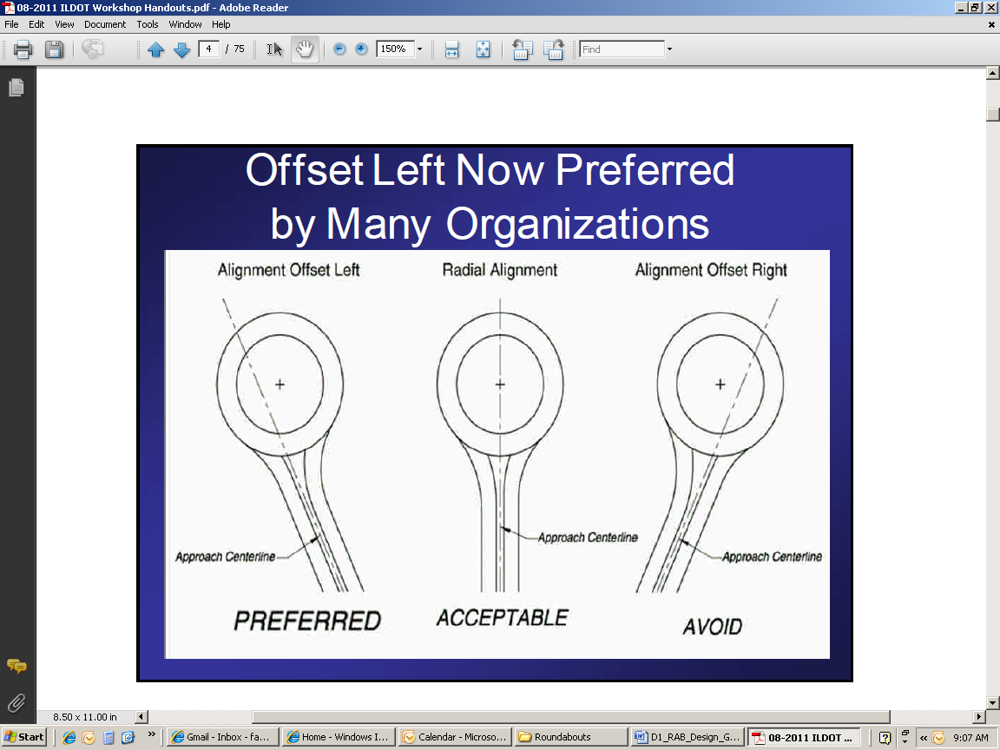 08-2011 ILDOT Workshop Handouts.pdf - Adobe Reader
File Edit View Document Tools Window Help
4 / 75 150% Find
Offset Left Now Preferred
by Many Organizations
Alignment Offset Left Radial Alignment Alignment Offset Right
Approach Centerline Approach Centerline Approach Centerline
PREFERRED ACCEPTABLE AVOID
8.50 x 11.00 in
Start » Gmail - Inbox - fa... Home - Windows I... Calendar - Microso... Roundabouts D1_RAB_Design_G... 08-2011 ILDOT ... « 9:07 AM